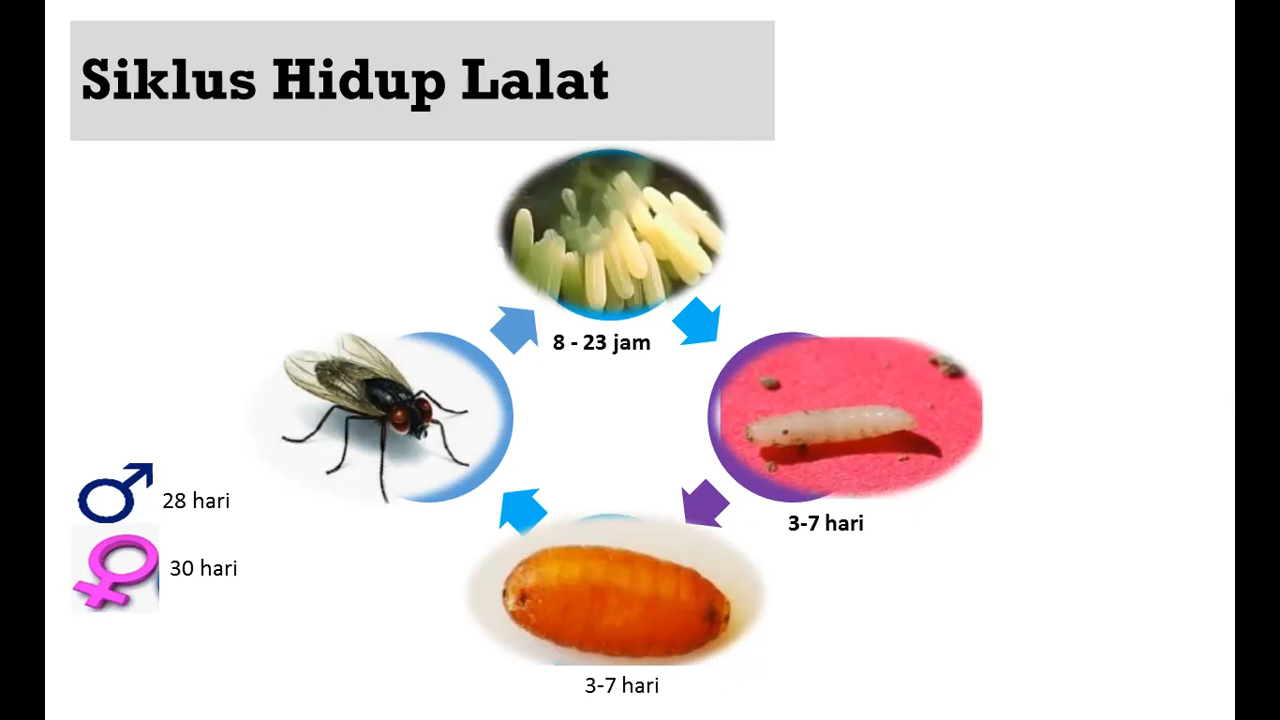 Siklus Hidup Lalat
8 - 23 jam
3-7 hari
28 hari
30 hari
3-7 hari